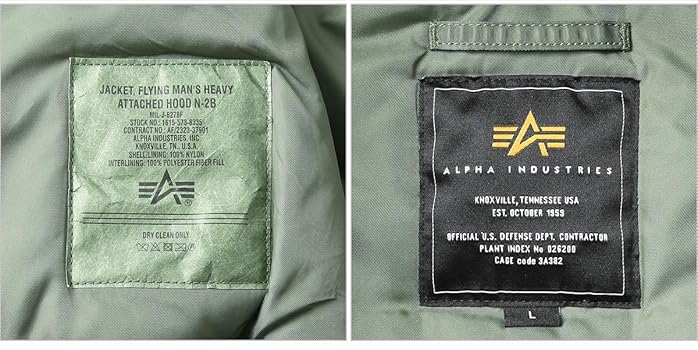 JACKET, FLYING MAN'S HEAVY
ATTACHED HOOD N-2B
MIL-J-6279F
STOCK NO.: 1615-573-8335
CONTRACT NO.: AF/2323-37901
ALPHA INDUSTRIES, INC
KNOXVILLE, TN. U.S.A.
SHELL/LINING: 100% NYLON
INTERLINING: 100% POLYESTER FIBER FILL
®
DRY CLEAN ONLY
ALPHA INDUSTRIES
KNOXVILLE, TENNESSEE USA
EST. OCTOBER 1959
OFFICIAL U.S. DEFENSE DEPT. CONTRACTOR
PLANT INDEX No 026200
CAGE code 3A382
L